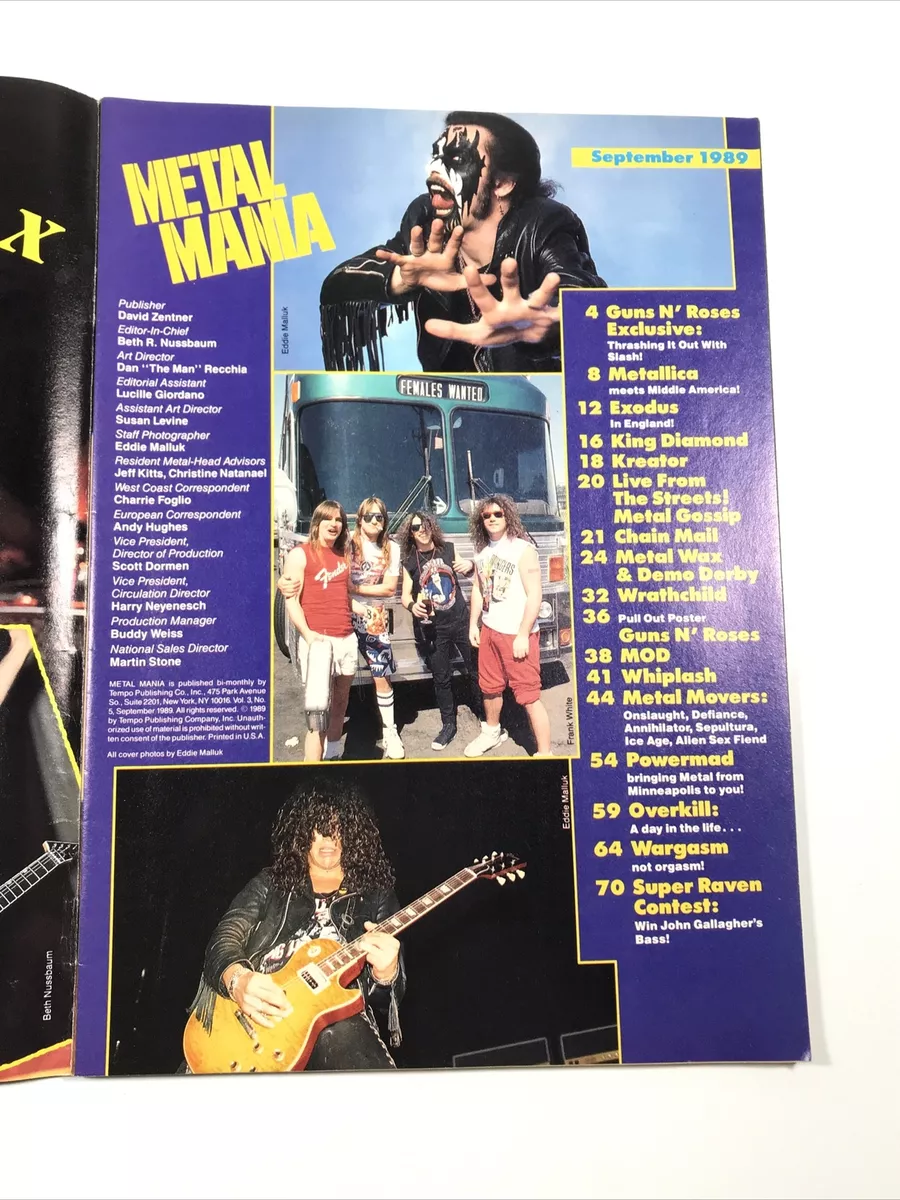 X
Beth Nussbaum
METAL
MANIA
September 1989
Publisher
David Zentner
Editor-In-Chief
Beth R. Nussbaum
Art Director
Dan "The Man" Recchia
Editorial Assistant
Lucille Giordano
Assistant Art Director
Susan Levine
Staff Photographer
Eddie Malluk
Resident Metal-Head Advisors
Jeff Kitts, Christine Natanael
West Coast Correspondent
Charrie Foglio
European Correspondent
Andy Hughes
Vice President,
Director of Production
Scott Dormen
Vice President,
Circulation Director
Harry Neyenesch
Production Manager
Buddy Weiss
National Sales Director
Martin Stone
METAL MANIA is published bi-monthly by
Tempo Publishing Co., Inc., 475 Park Avenue
So., Suite 2201, New York, NY 10016. Vol. 3, No.
5, September 1989. All rights reserved. © 1989
by Tempo Publishing Company, Inc. Unauth-
orized use of material is prohibited without writ-
ten consent of the publisher. Printed in U.S.A.
All cover photos by Eddie Malluk
Eddie Malluk
FEMALES WANTED
Fender
Frank White
Eddie Malluk
4 Guns N' Roses
Exclusive:
Thrashing It Out With
Slash!
8 Metallica
meets Middle America!
12 Exodus
In England!
16 King Diamond
18 Kreator
20 Live From
The Streets!
Metal Gossip
21 Chain Mail
24 Metal Wax
& Demo Derby
32 Wrathchild
36 Pull Out Poster
Guns N' Roses
38 MOD
41 Whiplash
44 Metal Movers:
Onslaught, Defiance,
Annihilator, Sepultura,
Ice Age, Alien Sex Fiend
54 Powermad
bringing Metal from
Minneapolis to you!
59 Overkill:
A day in the life...
64 Wargasm
not orgasm!
70 Super Raven
Contest:
Win John Gallagher's
Bass!